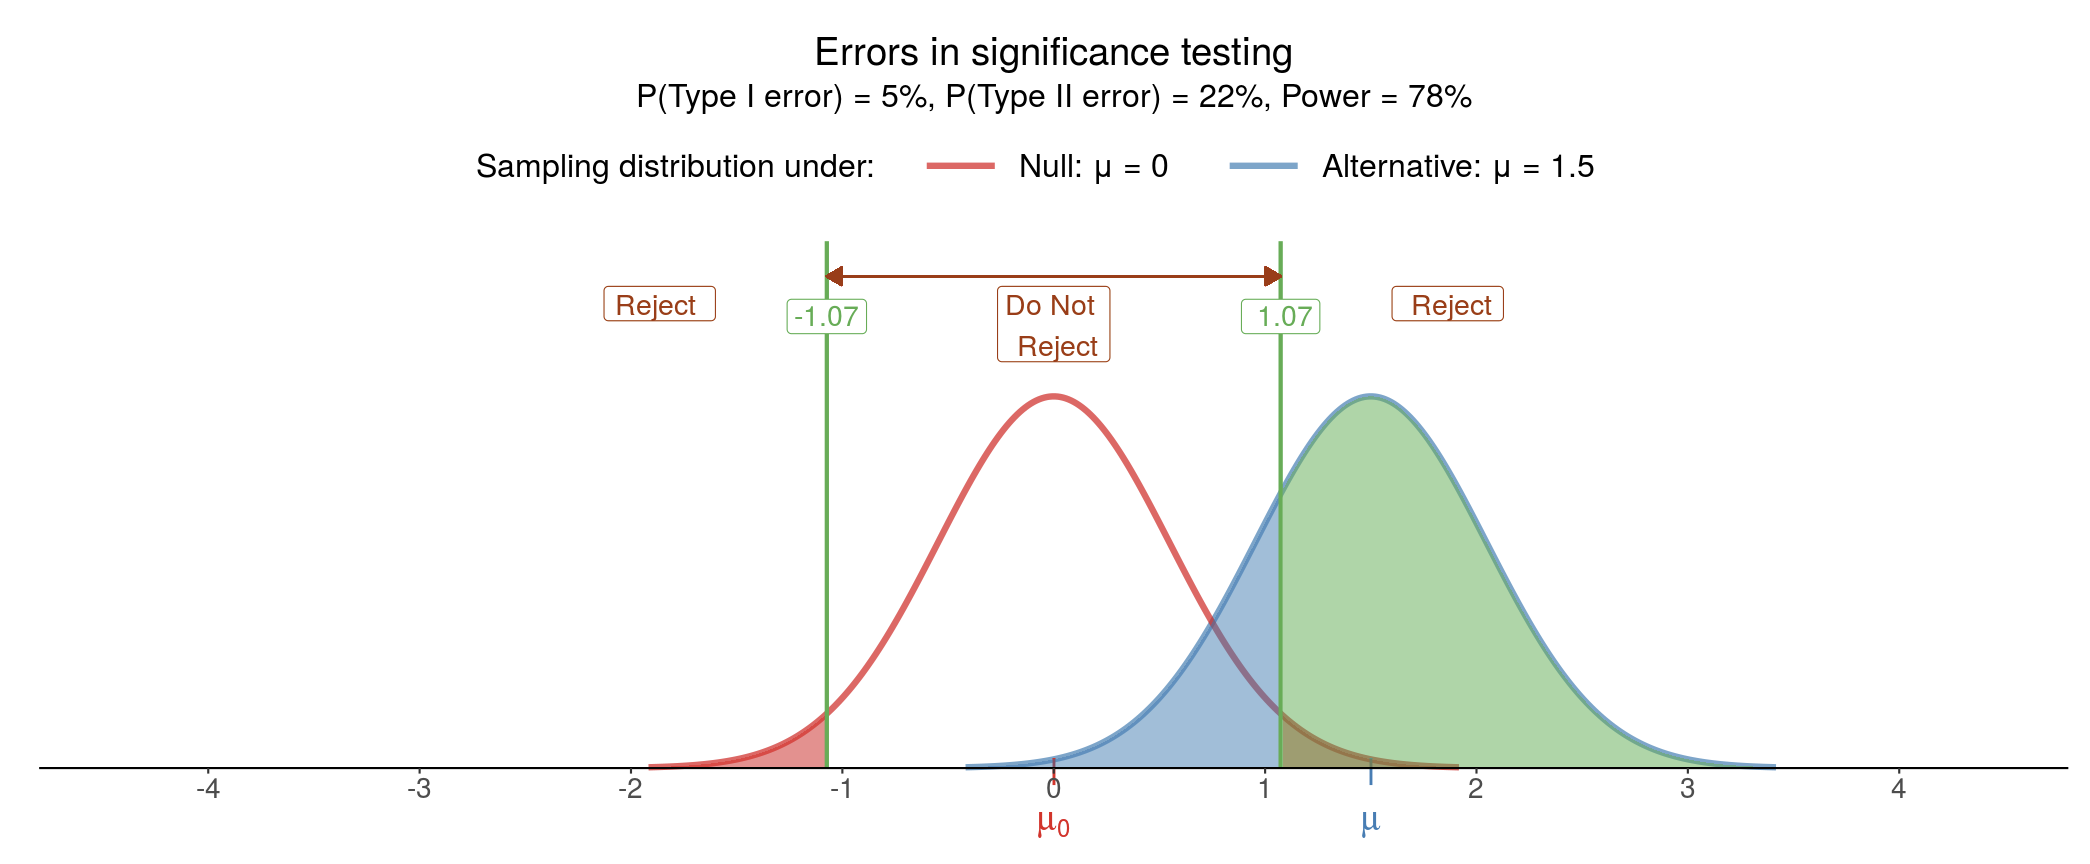 Errors in significance testing
P(Type I error) = 5%, P(Type II error) = 22%, Power = 78%
Sampling distribution under: Null: μ = 0 Alternative: μ = 1.5
Reject -1.07 Do Not 1.07 Reject
Reject
-4 -3 -2 -1 0 1 2 3 4
μ₀ μ